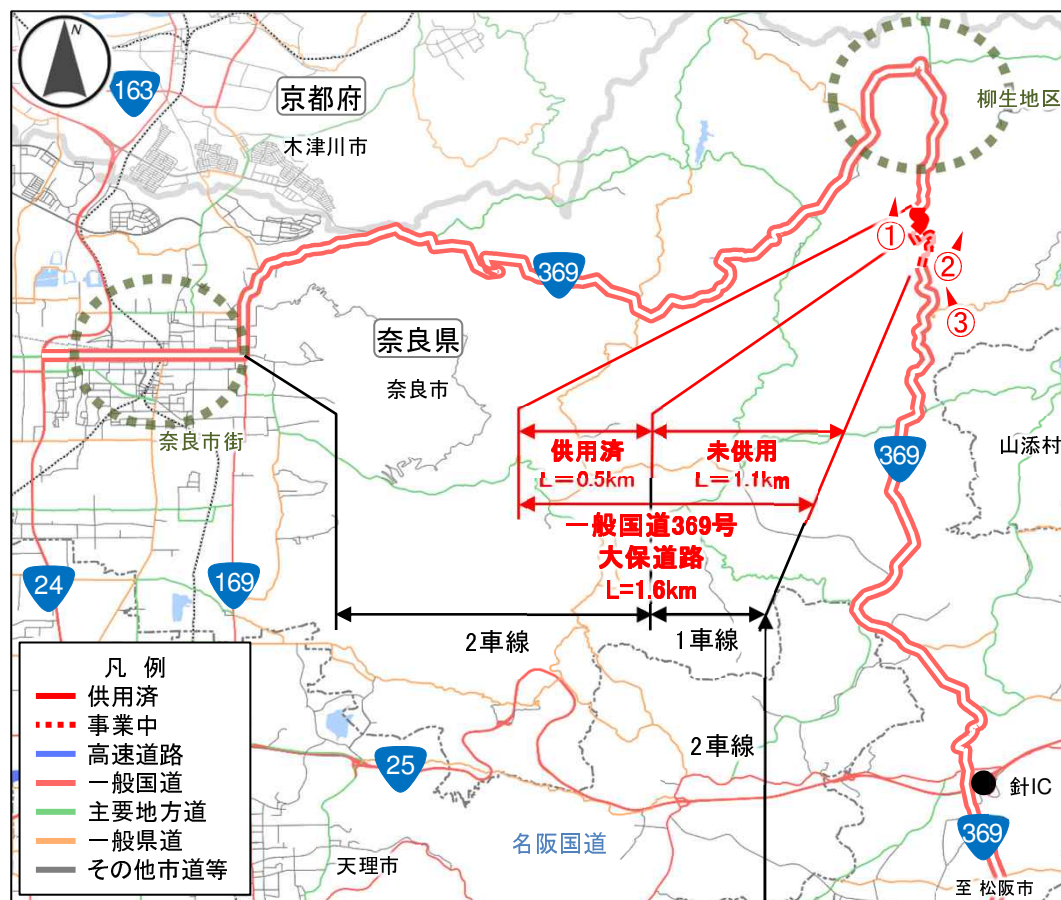 N
163
京都府
木津川市
柳生地区
①
②
③
369
奈良県
奈良市
奈良市街
供用済
L=0.5km
未供用
L=1.1km
369
山添村
一般国道369号
大保道路
L=1.6km
24
169
2車線
1車線
2車線
凡 例
供用済
事業中
高速道路
一般国道
主要地方道
一般県道
その他市道等
25
針IC
名阪国道
369
天理市
至 松阪市